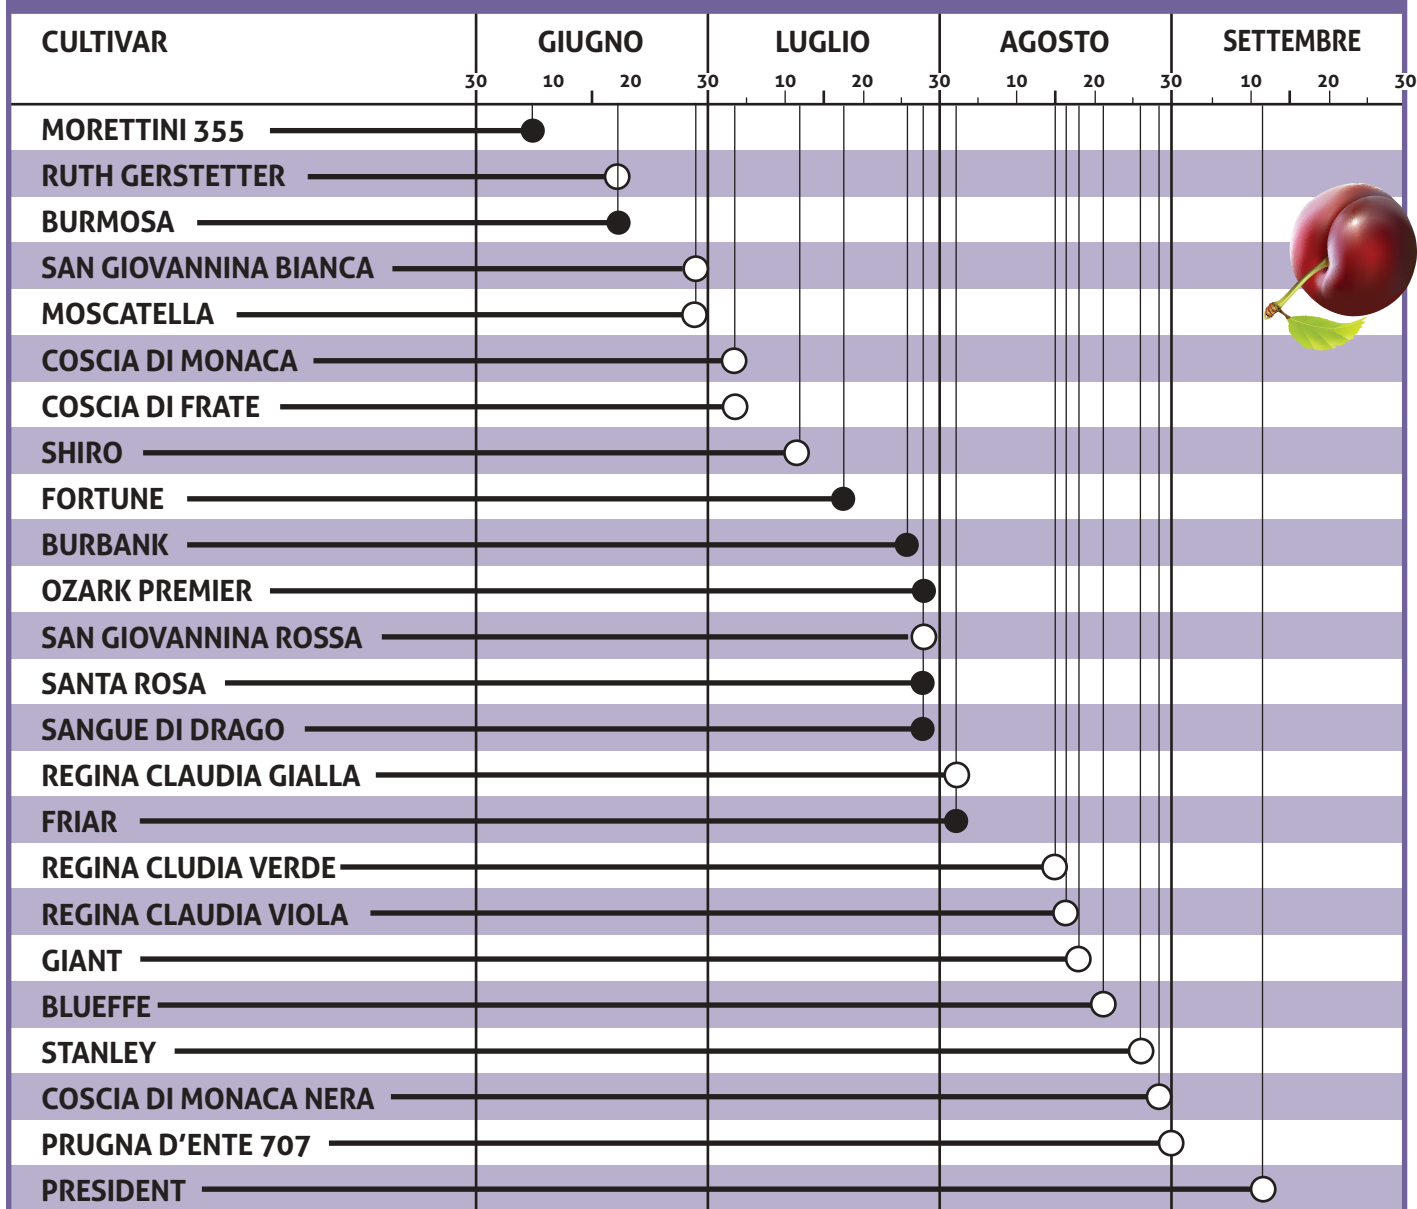 CULTIVAR GIUGNO LUGLIO AGOSTO SETTEMBRE
30 10 20 30 10 20 30 10 20 30 10 20 30
MORETTINI 355
RUTH GERSTETTER
BURMOSA
SAN GIOVANNINA BIANCA
MOSCATELLA
COSCIA DI MONACA
COSCIA DI FRATE
SHIRO
FORTUNE
BURBANK
OZARK PREMIER
SAN GIOVANNINA ROSSA
SANTA ROSA
SANGUE DI DRAGO
REGINA CLAUDIA GIALLA
FRIAR
REGINA CLUDIA VERDE
REGINA CLAUDIA VIOLA
GIANT
BLUEFFE
STANLEY
COSCIA DI MONACA NERA
PRUGNA D’ENTE 707
PRESIDENT